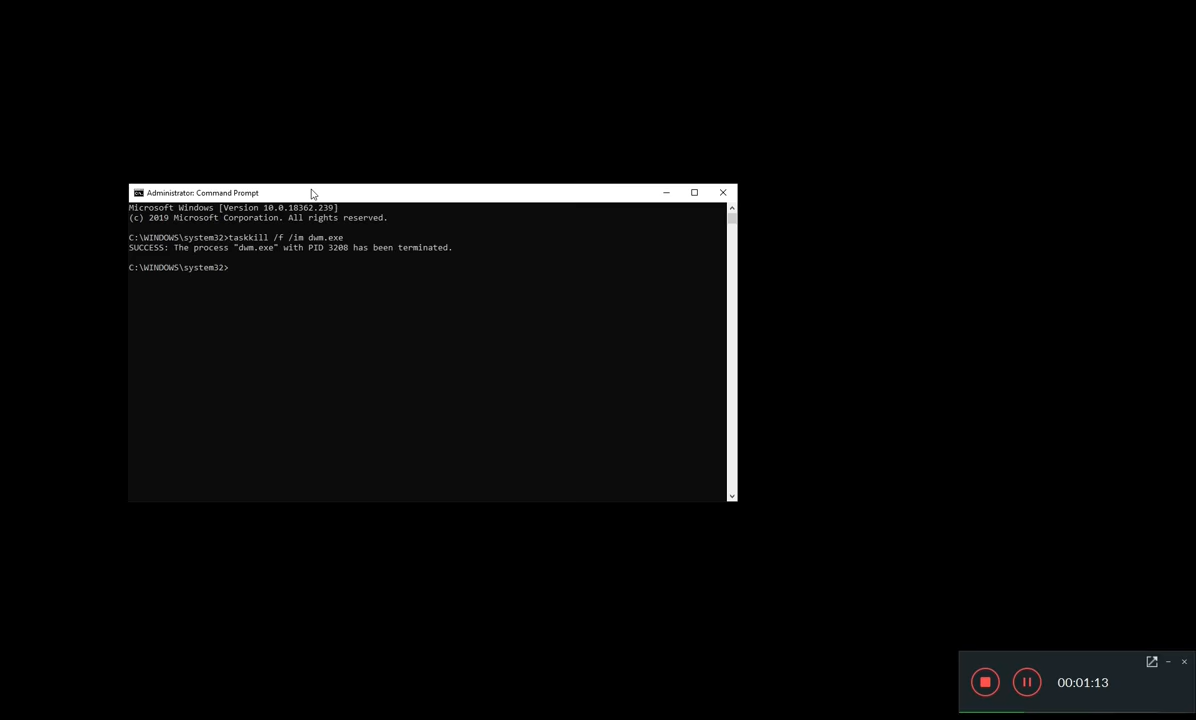 Administrator: Command Prompt
Microsoft Windows [Version 10.0.18362.239]
(c) 2019 Microsoft Corporation. All rights reserved.
C:\WINDOWS\system32>taskkill /f /im dwm.exe
SUCCESS: The process "dwm.exe" with PID 3208 has been terminated.
C:\WINDOWS\system32>
00:01:13